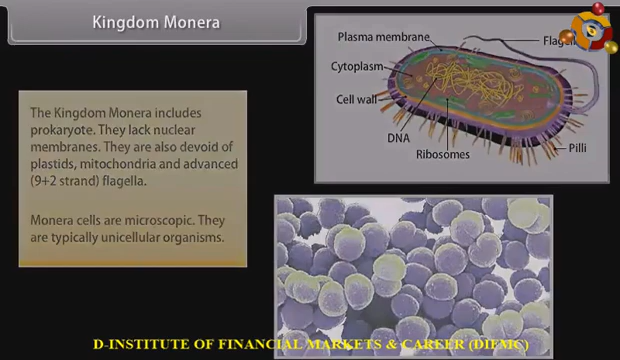 Kingdom Monera
Plasma membrane
Cytoplasm
Cell wall
DNA
Ribosomes
Pilli
The Kingdom Monera includes
prokaryote. They lack nuclear
membranes. They are also devoid of
plastids, mitochondria and advanced
(9+2 strand) flagella.
Monera cells are microscopic. They
are typically unicellular organisms.
D-INSTITUTE OF FINANCIAL MARKETS & CAREER (DIFMC)